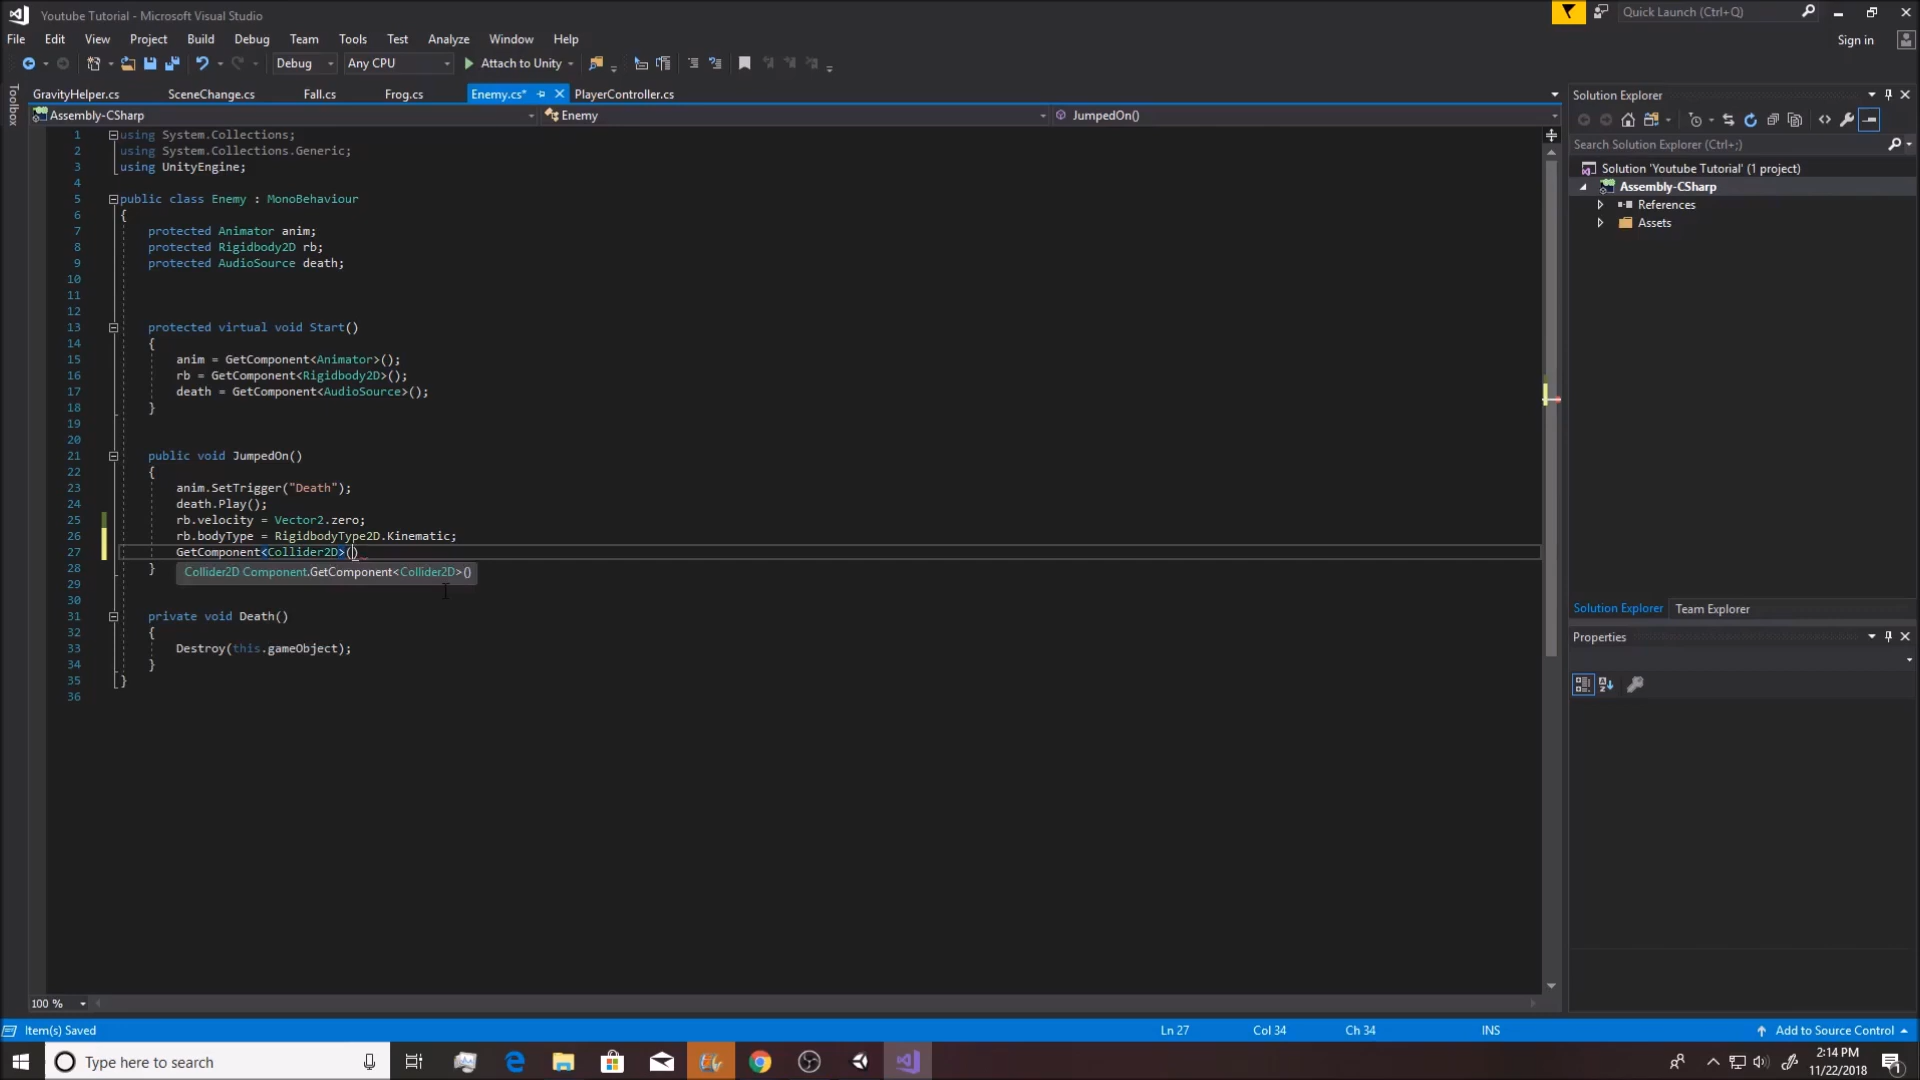 Youtube Tutorial - Microsoft Visual Studio
Quick Launch (Ctrl+Q)
File Edit View Project Build Debug Team Tools Test Analyze Window Help
Sign in
Debug Any CPU Attach to Unity
Toolbox
GravityHelper.cs SceneChange.cs Fall.cs Frog.cs Enemy.cs* PlayerController.cs
Assembly-CSharp Enemy JumpedOn()
1 using System.Collections;
2 using System.Collections.Generic;
3 using UnityEngine;
4
5 public class Enemy : MonoBehaviour
6 {
7 protected Animator anim;
8 protected Rigidbody2D rb;
9 protected AudioSource death;
10
11
12
13 protected virtual void Start()
14 {
15 anim = GetComponent<Animator>();
16 rb = GetComponent<Rigidbody2D>();
17 death = GetComponent<AudioSource>();
18 }
19
20
21 public void JumpedOn()
22 {
23 anim.SetTrigger("Death");
24 death.Play();
25 rb.velocity = Vector2.zero;
26 rb.bodyType = RigidbodyType2D.Kinematic;
27 GetComponent<Collider2D>()
28 }
Collider2D Component.GetComponent<Collider2D>()
29
30
31 private void Death()
32 {
33 Destroy(this.gameObject);
34 }
35 }
36
100 %
Solution Explorer
Search Solution Explorer (Ctrl+;)
Solution 'Youtube Tutorial' (1 project)
Assembly-CSharp
References
Assets
Solution Explorer Team Explorer
Properties
Item(s) Saved Ln 27 Col 34 Ch 34 INS Add to Source Control
Type here to search
2:14 PM
11/22/2018
1